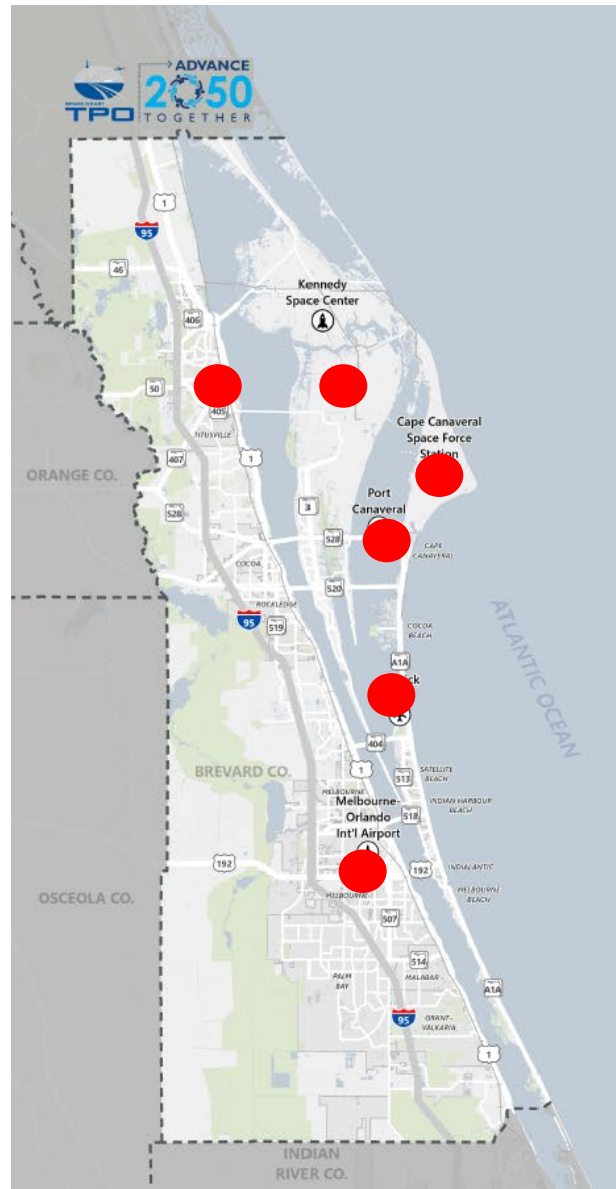 SPACE COAST
TPO
ADVANCE
2050
TOGETHER
1
95
46
Kennedy
Space Center
406
50
405
TITUSVILLE
Cape Canaveral
Space Force
Station
ORANGE CO.
407
1
Port
Canaveral
3
528
528
CAPE
CANAVERAL
COCOA
520
ROCKLEDGE
95
519
COCOA
BEACH
ATLANTIC OCEAN
A1A
404
1
SATELLITE
BEACH
513
BREVARD CO.
MELBOURNE
INDIAN HARBOUR
BEACH
Melbourne-
Orlando
Int'l Airport
518
192
192
INDIALANTIC
MELBOURNE
BEACH
OSCEOLA CO.
MELBOURNE
507
514
PALM
BAY
MALABAR
A1A
95
GRANT-
VALKARIA
1
INDIAN
RIVER CO.